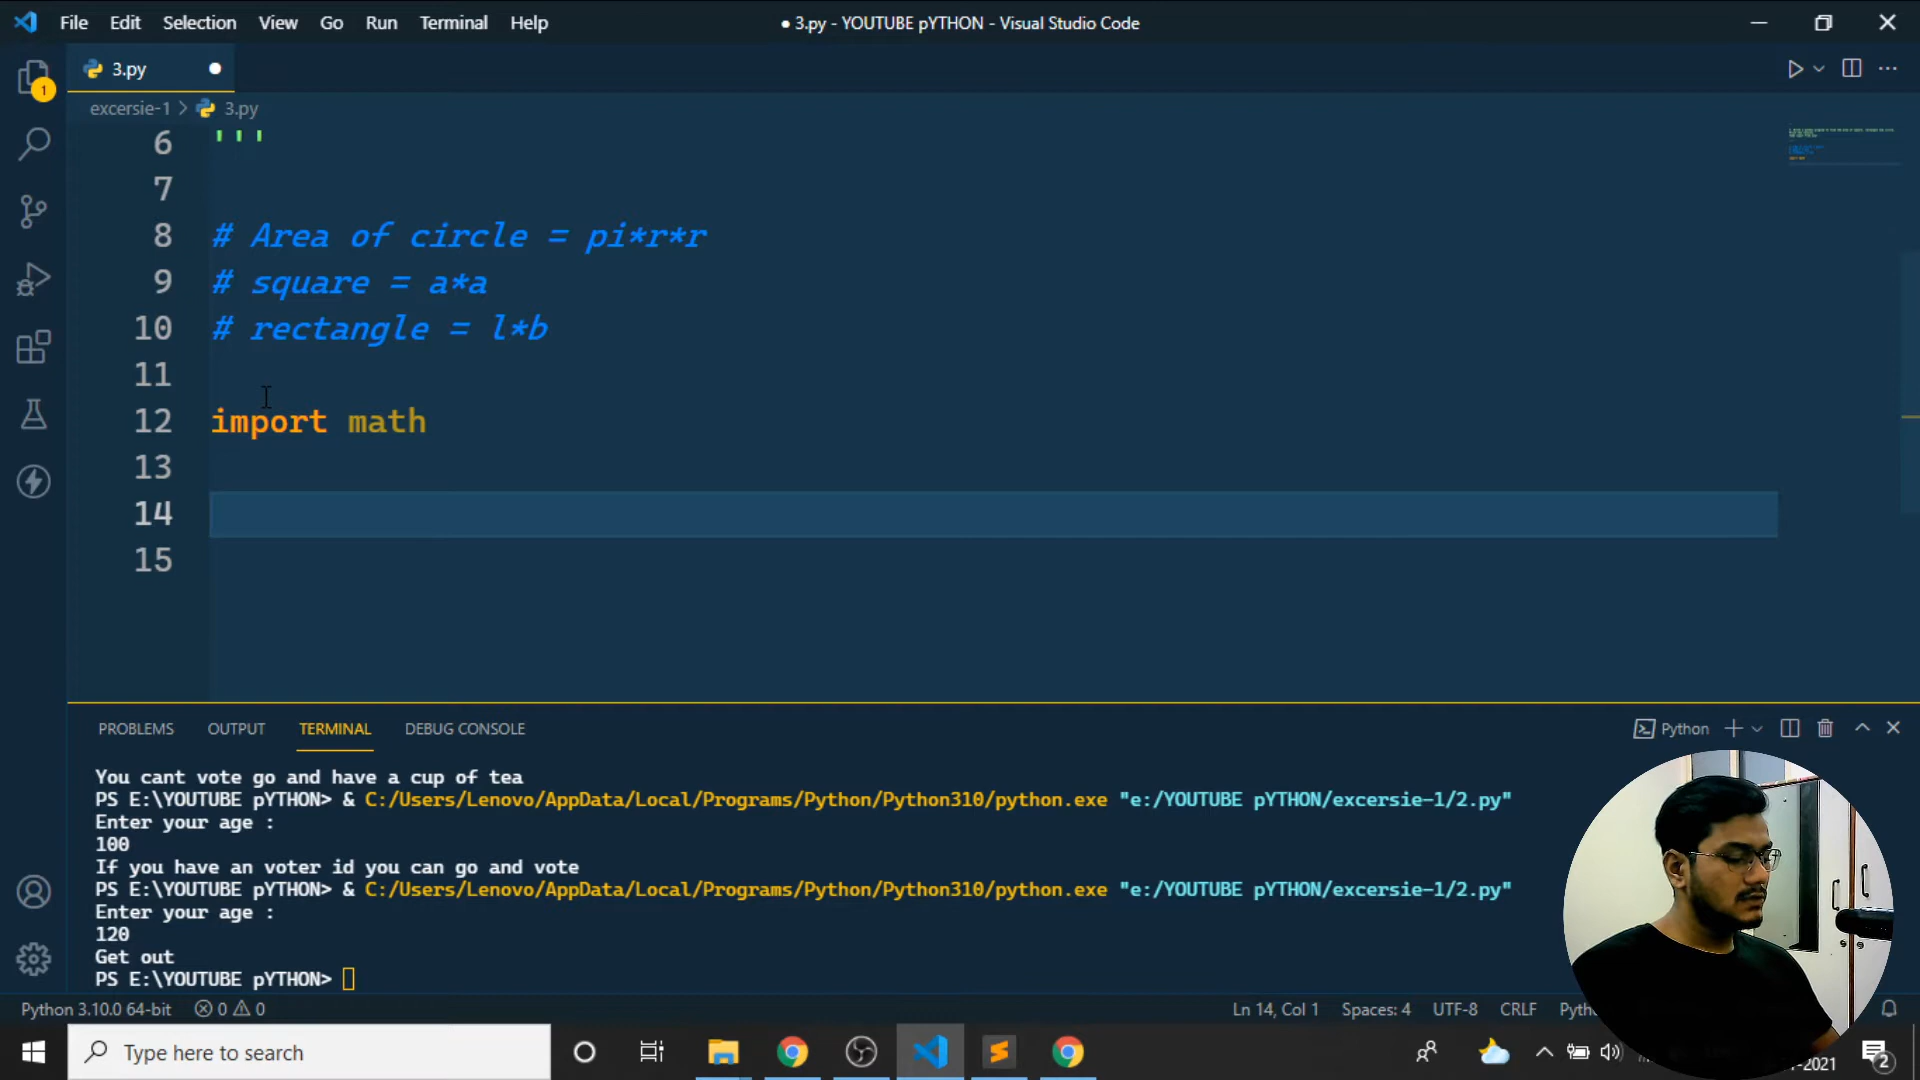 File Edit Selection View Go Run Terminal Help
● 3.py - YOUTUBE pYTHON - Visual Studio Code
3.py
1
excersie-1 > 3.py
6 '''
7
8 # Area of circle = pi*r*r
9 # square = a*a
10 # rectangle = l*b
11
12 import math
13
14
15
PROBLEMS OUTPUT TERMINAL DEBUG CONSOLE
Python
You cant vote go and have a cup of tea
PS E:\YOUTUBE pYTHON> & C:/Users/Lenovo/AppData/Local/Programs/Python/Python310/python.exe "e:/YOUTUBE pYTHON/excersie-1/2.py"
Enter your age :
100
If you have an voter id you can go and vote
PS E:\YOUTUBE pYTHON> & C:/Users/Lenovo/AppData/Local/Programs/Python/Python310/python.exe "e:/YOUTUBE pYTHON/excersie-1/2.py"
Enter your age :
120
Get out
PS E:\YOUTUBE pYTHON>
Python 3.10.0 64-bit 0 0 Ln 14, Col 1 Spaces: 4 UTF-8 CRLF
Type here to search
2021
2